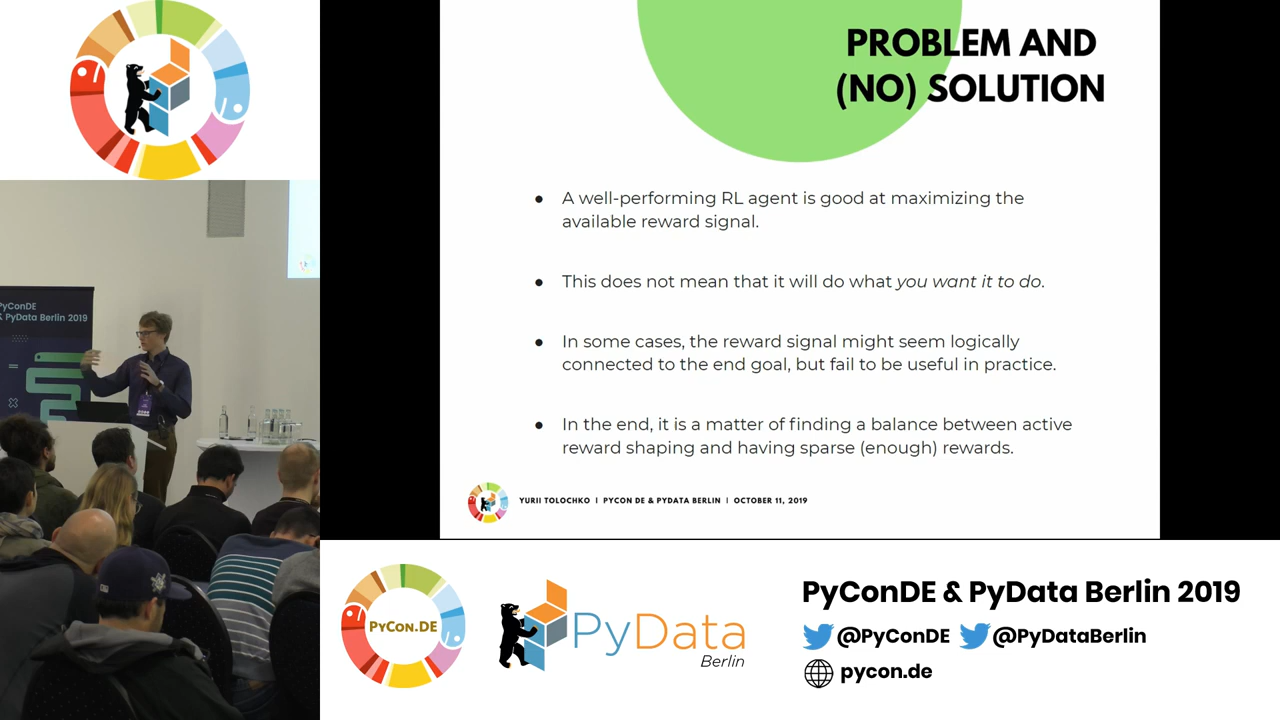 PROBLEM AND
(NO) SOLUTION
● A well-performing RL agent is good at maximizing the
available reward signal.
● This does not mean that it will do what you want it to do.
● In some cases, the reward signal might seem logically
connected to the end goal, but fail to be useful in practice.
● In the end, it is a matter of finding a balance between active
reward shaping and having sparse (enough) rewards.
YURII TOLOCHKO | PYCON DE & PYDATA BERLIN | OCTOBER 11, 2019
PyConDE
& PyData Berlin 2019
PYCON.DE
PyData
Berlin
PyConDE & PyData Berlin 2019
@PyConDE @PyDataBerlin
pycon.de